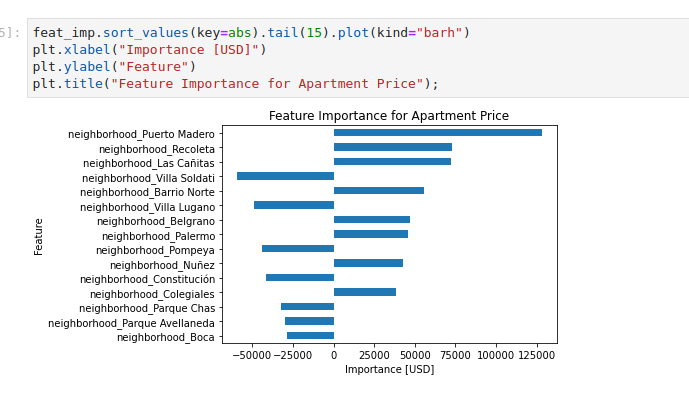 5]:
feat_imp.sort_values(key=abs).tail(15).plot(kind="barh")
plt.xlabel("Importance [USD]")
plt.ylabel("Feature")
plt.title("Feature Importance for Apartment Price");
Feature Importance for Apartment Price
neighborhood_Puerto Madero
neighborhood_Recoleta
neighborhood_Las Cañitas
neighborhood_Villa Soldati
neighborhood_Barrio Norte
neighborhood_Villa Lugano
neighborhood_Belgrano
neighborhood_Palermo
neighborhood_Pompeya
neighborhood_Nuñez
neighborhood_Constitución
neighborhood_Colegiales
neighborhood_Parque Chas
neighborhood_Parque Avellaneda
neighborhood_Boca
Feature
−50000 −25000 0 25000 50000 75000 100000 125000
Importance [USD]